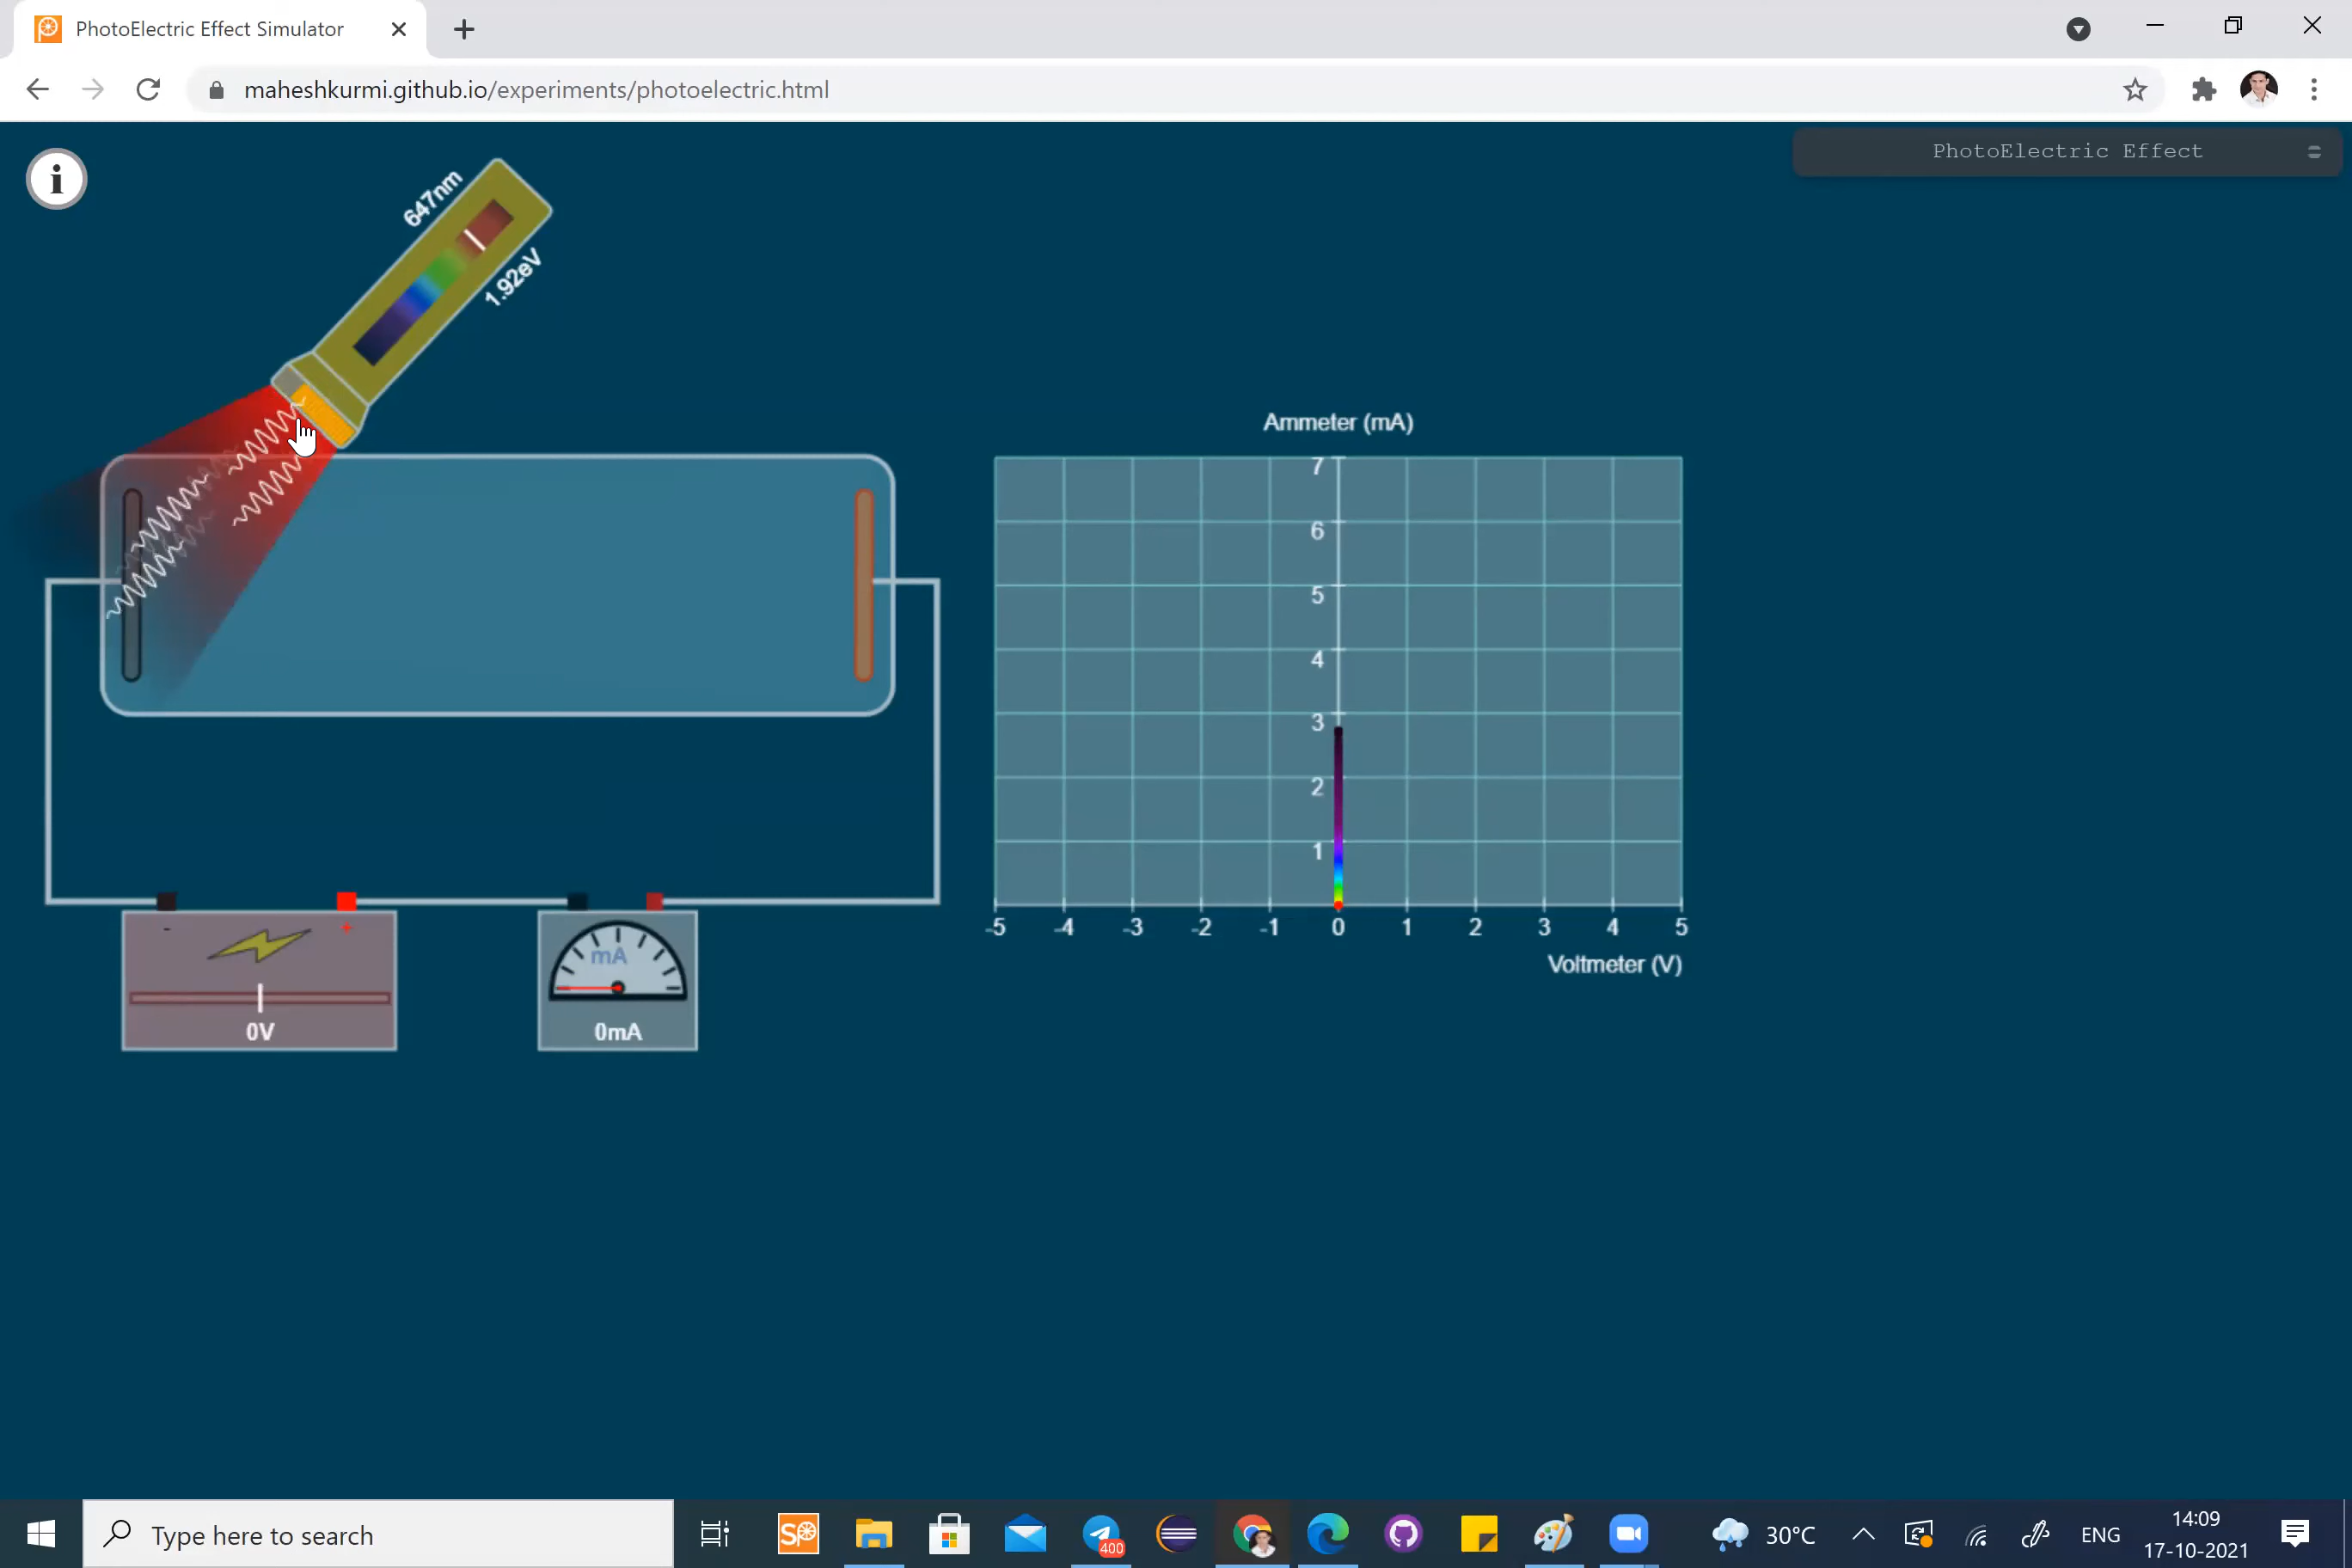 PhotoElectric Effect Simulator
maheshkurmi.github.io/experiments/photoelectric.html
i
PhotoElectric Effect
647nm
1.92eV
Ammeter (mA)
7
6
5
4
3
2
1
-5 -4 -3 -2 -1 0 1 2 3 4 5
Voltmeter (V)
- +
mA
0V
0mA
Type here to search
SP
400
30°C
ENG
14:09
17-10-2021